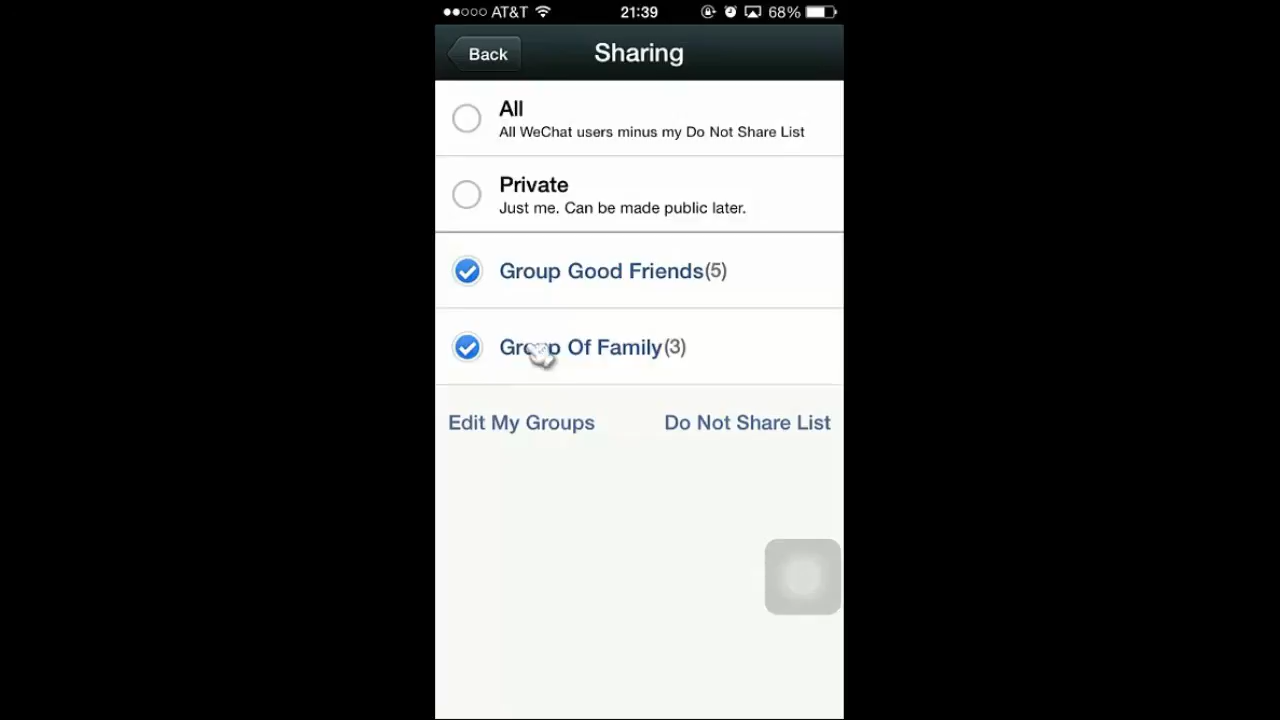 AT&T 21:39 68%
Back Sharing
All
All WeChat users minus my Do Not Share List
Private
Just me. Can be made public later.
Group Good Friends(5)
Group Of Family(3)
Edit My Groups Do Not Share List